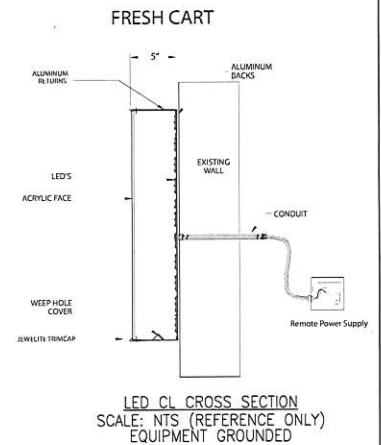 FRESH CART
5"
ALUMINUM
RETURNS
ALUMINUM
BACKS
EXISTING
WALL
LED'S
ACRYLIC FACE
CONDUIT
WEEP HOLE
COVER
Remote Power Supply
JEWELITE TRIMCAP
LED CL CROSS SECTION
SCALE: NTS (REFERENCE ONLY)
EQUIPMENT GROUNDED